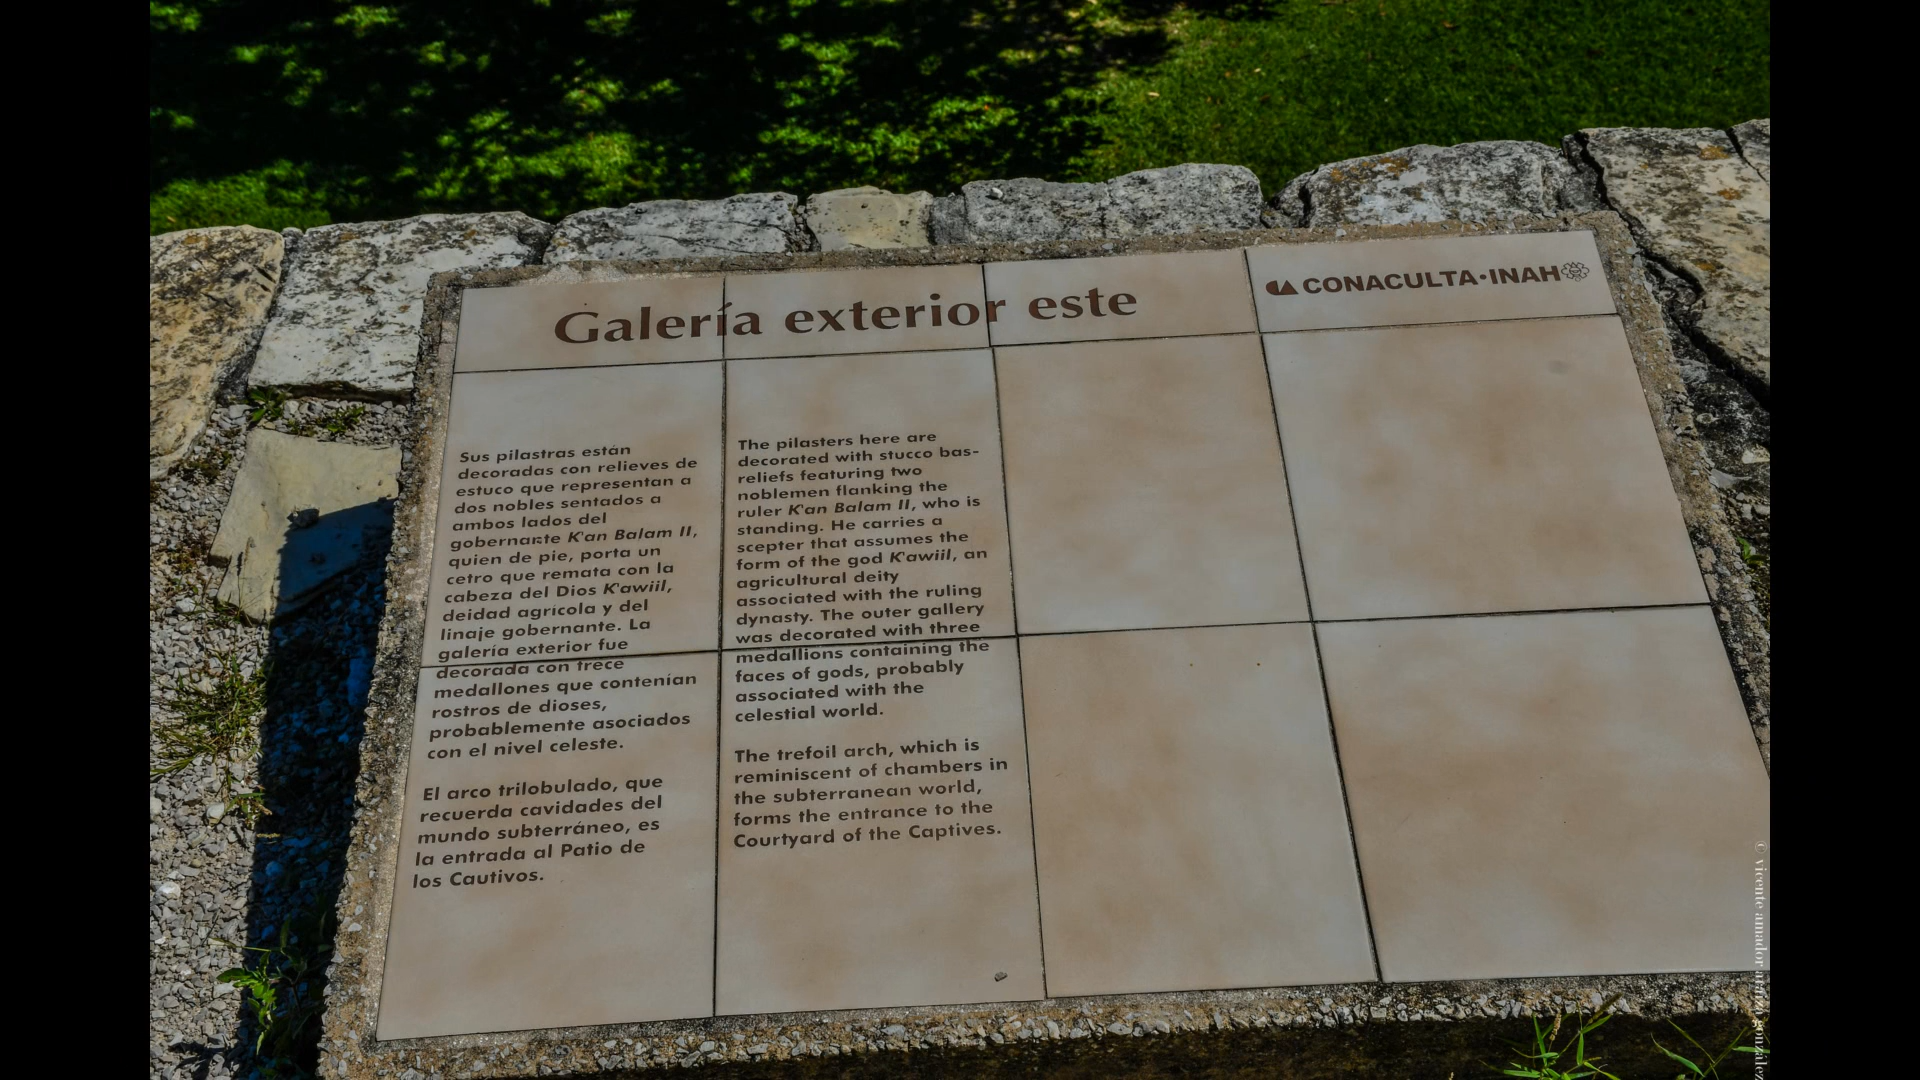 Galería exterior este
CONACULTA•INAH
Sus pilastras están
decoradas con relieves de
estuco que representan a
dos nobles sentados a
ambos lados del
gobernante K'an Balam II,
quien de pie, porta un
cetro que remata con la
cabeza del Dios K'awiil,
deidad agrícola y del
linaje gobernante. La
galería exterior fue
decorada con trece
medallones que contenían
rostros de dioses,
probablemente asociados
con el nivel celeste.
El arco trilobulado, que
recuerda cavidades del
mundo subterráneo, es
la entrada al Patio de
los Cautivos.
The pilasters here are
decorated with stucco bas-
reliefs featuring two
noblemen flanking the
ruler K'an Balam II, who is
standing. He carries a
scepter that assumes the
form of the god K'awiil, an
agricultural deity
associated with the ruling
dynasty. The outer gallery
was decorated with three
medallions containing the
faces of gods, probably
associated with the
celestial world.
The trefoil arch, which is
reminiscent of chambers in
the subterranean world,
forms the entrance to the
Courtyard of the Captives.
© vicente amador araujo gonzález